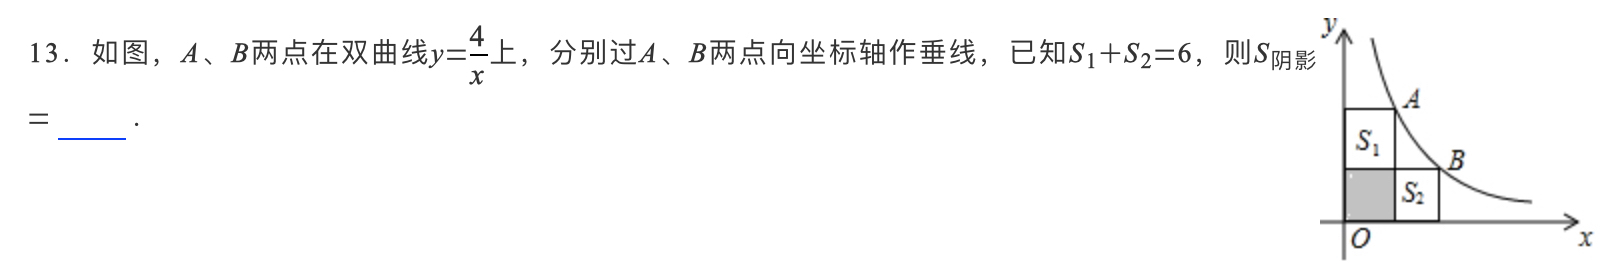 13．如图，A、B两点在双曲线y=4/x上，分别过A、B两点向坐标轴作垂线，已知S₁+S₂=6，则S阴影
=____．
y
A
S₁
B
S₂
O
x